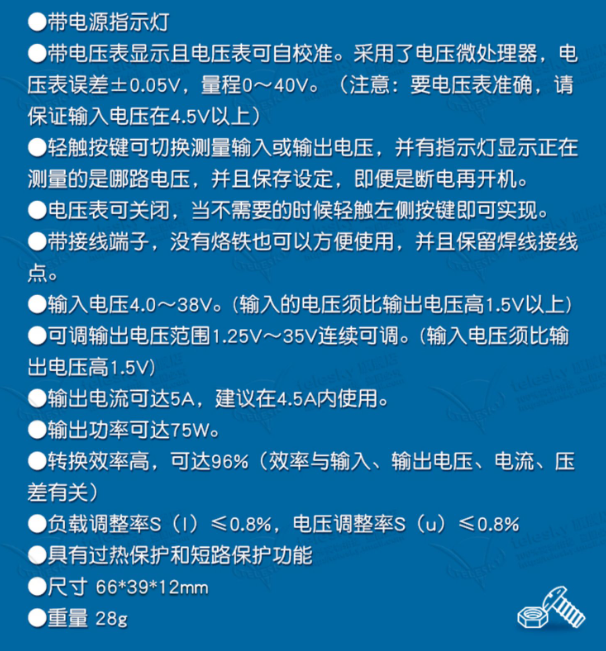 ●带电源指示灯
●带电压表显示且电压表可自校准。采用了电压微处理器，电
压表误差±0.05V，量程0～40V。（注意：要电压表准确，请
保证输入电压在4.5V以上）
●轻触按键可切换测量输入或输出电压，并有指示灯显示正在
测量的是哪路电压，并且保存设定，即便是断电再开机。
●电压表可关闭，当不需要的时候轻触左侧按键即可实现。
●带接线端子，没有烙铁也可以方便使用，并且保留焊线接线
点。
●输入电压4.0～38V。(输入的电压须比输出电压高1.5V以上)
●可调输出电压范围1.25V～35V连续可调。(输入电压须比输
出电压高1.5V)
●输出电流可达5A，建议在4.5A内使用。
●输出功率可达75W。
●转换效率高，可达96%（效率与输入、输出电压、电流、压
差有关）
●负载调整率S（I）≤0.8%，电压调整率S（u）≤0.8%
●具有过热保护和短路保护功能
●尺寸 66*39*12mm
●重量 28g